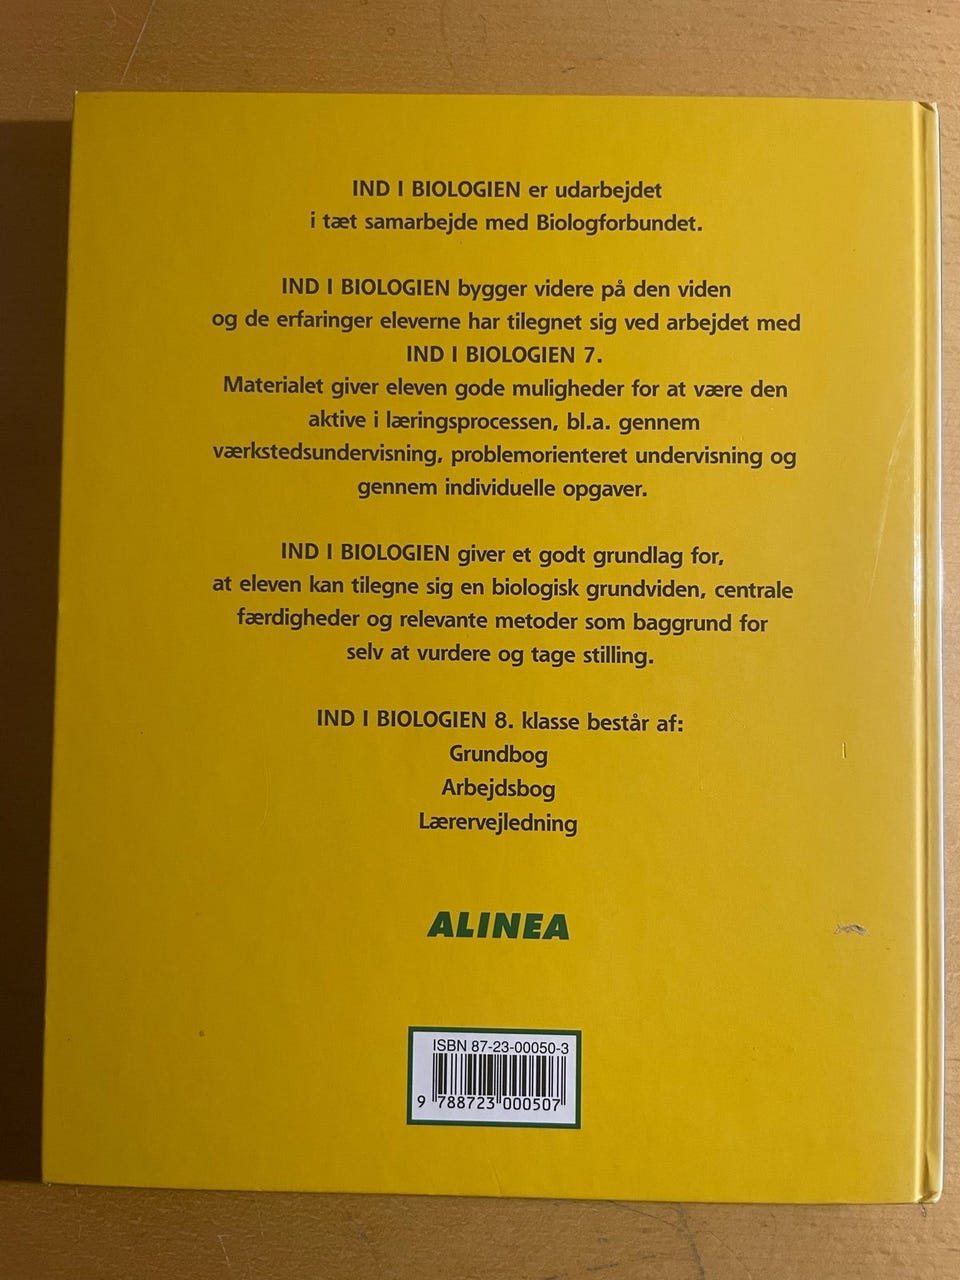 IND I BIOLOGIEN er udarbejdet
i tæt samarbejde med Biologforbundet.
IND I BIOLOGIEN bygger videre på den viden
og de erfaringer eleverne har tilegnet sig ved arbejdet med
IND I BIOLOGIEN 7.
Materialet giver eleven gode muligheder for at være den
aktive i læringsprocessen, bl.a. gennem
værkstedsundervisning, problemorienteret undervisning og
gennem individuelle opgaver.
IND I BIOLOGIEN giver et godt grundlag for,
at eleven kan tilegne sig en biologisk grundviden, centrale
færdigheder og relevante metoder som baggrund for
selv at vurdere og tage stilling.
IND I BIOLOGIEN 8. klasse består af:
Grundbog
Arbejdsbog
Lærervejledning
ALINEA
ISBN 87-23-00050-3
9 788723 000507